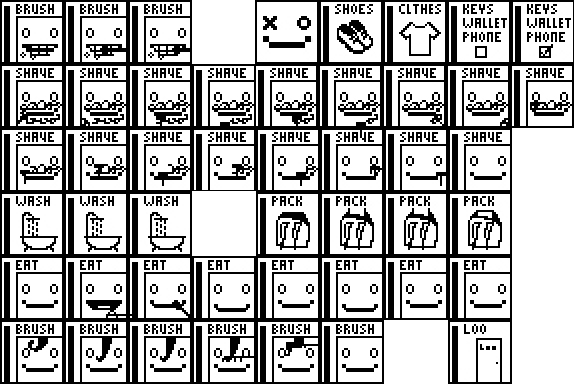 BRUSH BRUSH BRUSH SHOES CLTHES KEYS KEYS
WALLET WALLET
PHONE PHONE
SHAVE SHAVE SHAVE SHAVE SHAVE SHAVE SHAVE SHAVE SHAVE
SHAVE SHAVE SHAVE SHAVE SHAVE SHAVE SHAVE SHAVE
WASH WASH WASH PACK PACK PACK PACK
EAT EAT EAT EAT EAT EAT EAT EAT
BRUSH BRUSH BRUSH BRUSH BRUSH BRUSH LOO